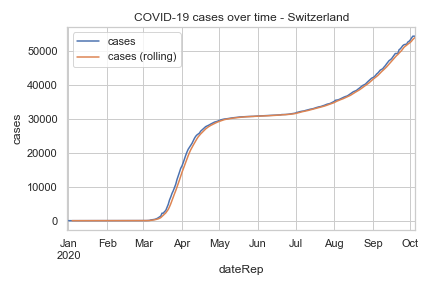 COVID-19 cases over time - Switzerland
cases
cases (rolling)
50000
40000
30000
20000
10000
0
cases
Jan Feb Mar Apr May Jun Jul Aug Sep Oct
2020
dateRep